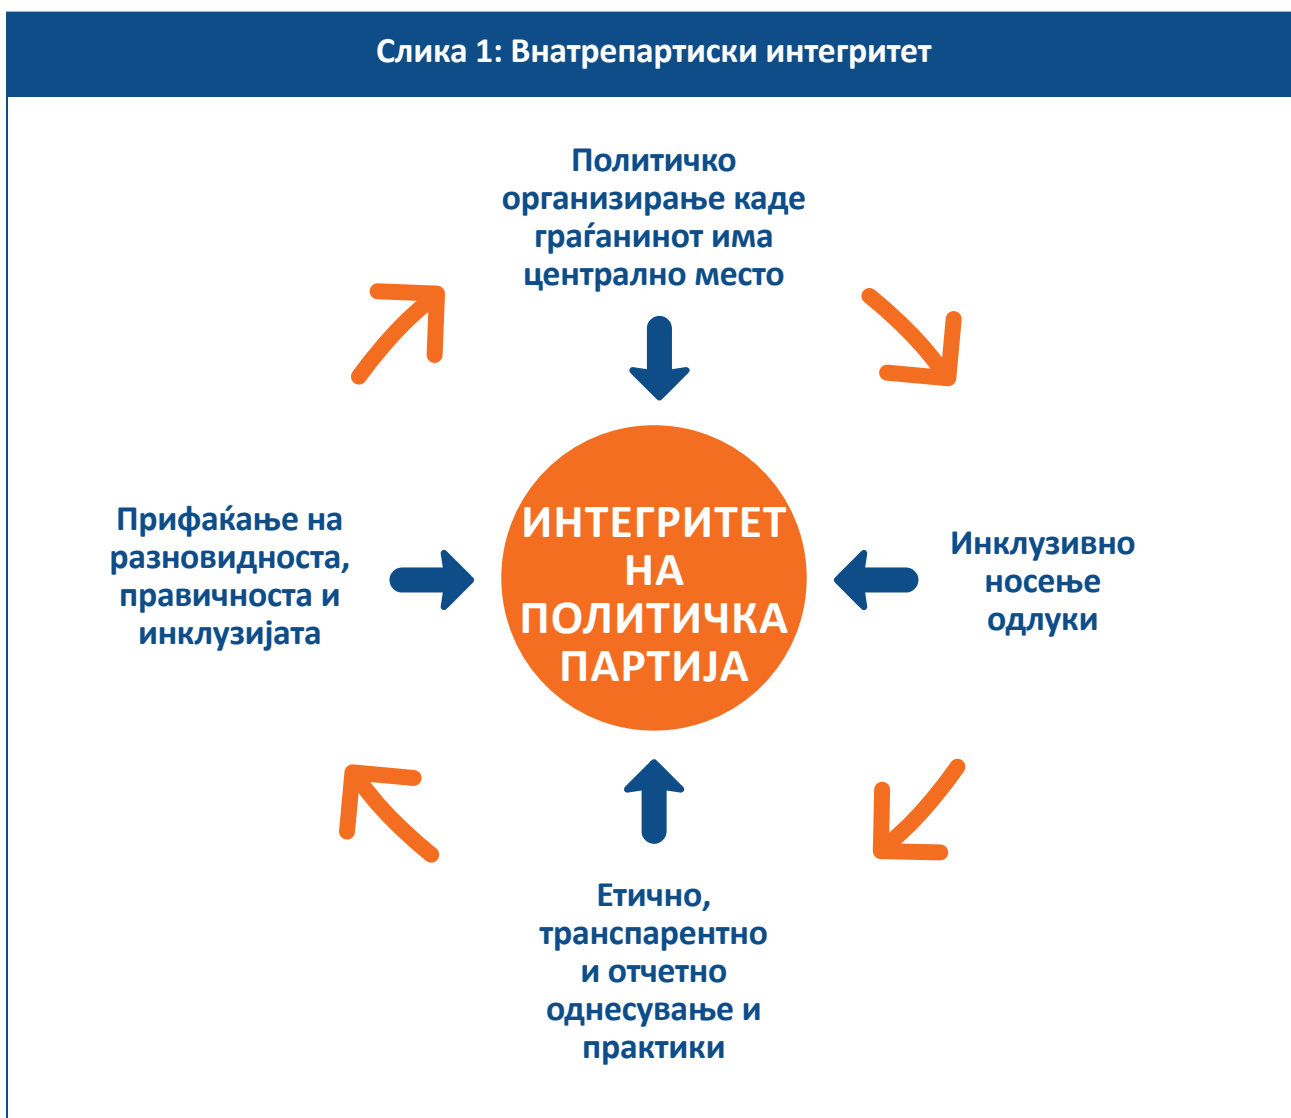 Слика 1: Внатрепартиски интегритет
Политичко
организирање каде
граѓанинот има
централно место
Прифаќање на
разновидноста,
правичноста и
инклузијата
ИНТЕГРИТЕТ
НА
ПОЛИТИЧКА
ПАРТИЈА
Инклузивно
носење
одлуки
Етично,
транспарентно
и отчетно
однесување и
практики